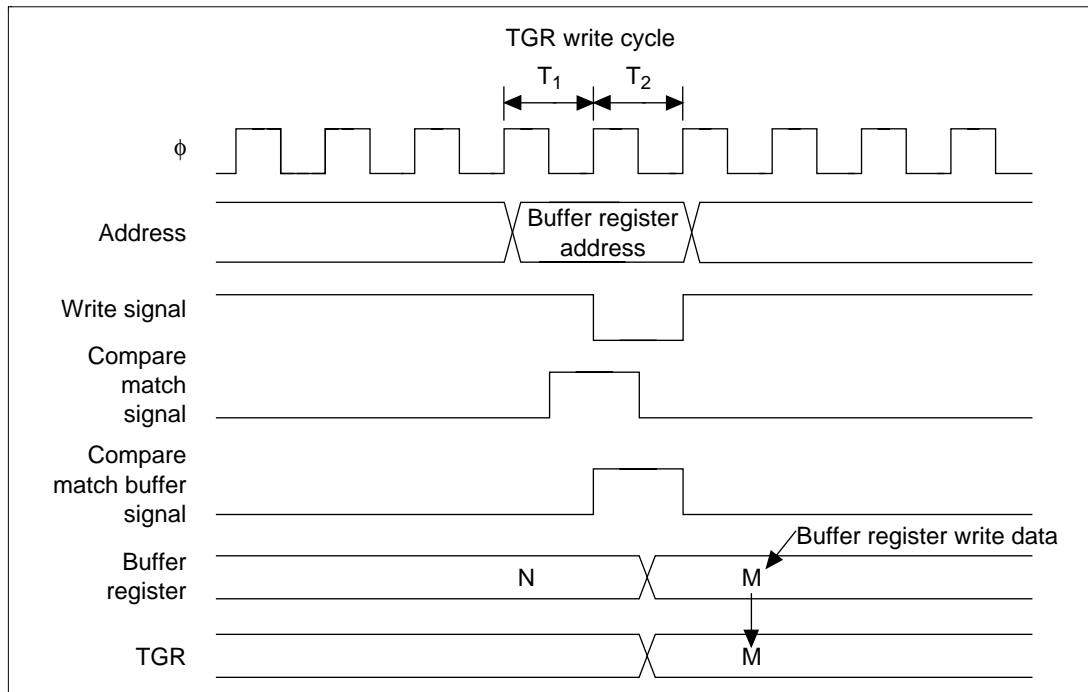 TGR write cycle
T1 T2
ϕ
Address
Buffer register
address
Write signal
Compare
match
signal
Compare
match buffer
signal
Buffer register write data
Buffer
register
N M
TGR
M